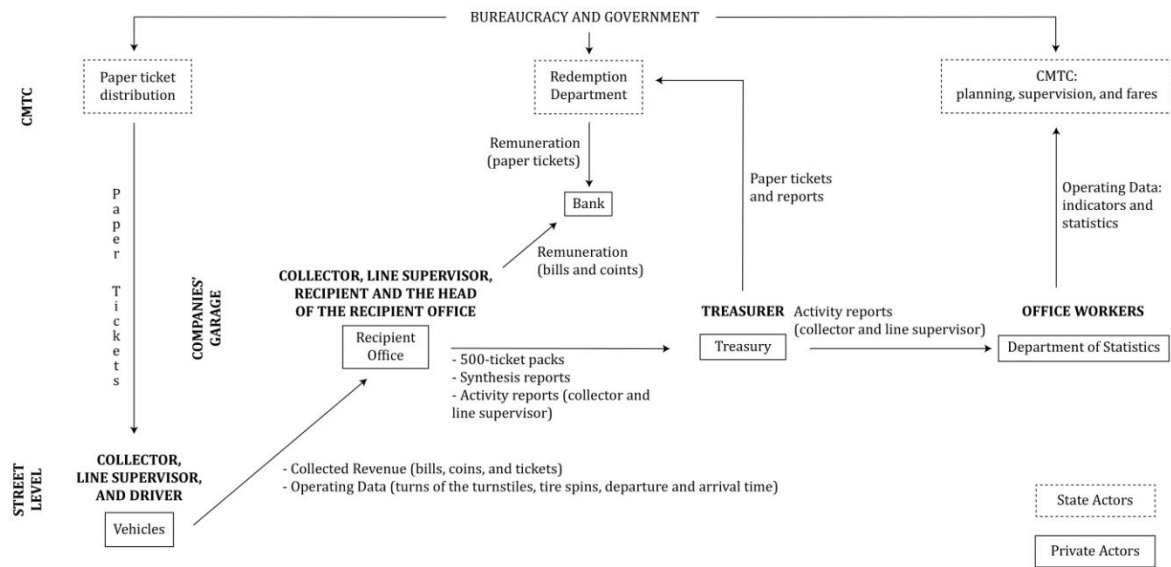 BUREAUCRACY AND GOVERNMENT
CMTC
Paper ticket
distribution
Redemption
Department
CMTC:
planning, supervision, and fares
Remuneration
(paper tickets)
Paper Tickets
Paper tickets
and reports
Operating Data:
indicators and
statistics
Bank
Remuneration
(bills and coints)
COMPANIES'
GARAGE
COLLECTOR, LINE SUPERVISOR,
RECIPIENT AND THE HEAD
OF THE RECIPIENT OFFICE
Recipient
Office
- 500-ticket packs
- Synthesis reports
- Activity reports (collector and
line supervisor)
TREASURER
Treasury
Activity reports
(collector and line supervisor)
OFFICE WORKERS
Department of Statistics
STREET
LEVEL
COLLECTOR,
LINE SUPERVISOR,
AND DRIVER
Vehicles
- Collected Revenue (bills, coins, and tickets)
- Operating Data (turns of the turnstiles, tire spins, departure and arrival time)
State Actors
Private Actors